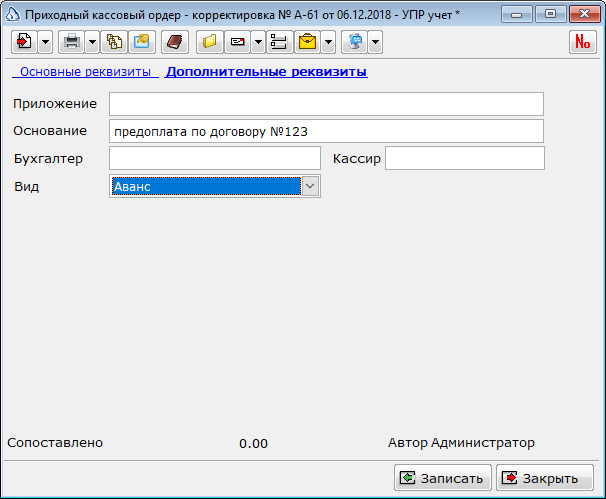 Приходный кассовый ордер - корректировка № А-61 от 06.12.2018 - УПР учет *
No
Основные реквизиты Дополнительные реквизиты
Приложение
Основание предоплата по договору №123
Бухгалтер Кассир
Вид Аванс
Сопоставлено 0.00 Автор Администратор
Записать Закрыть